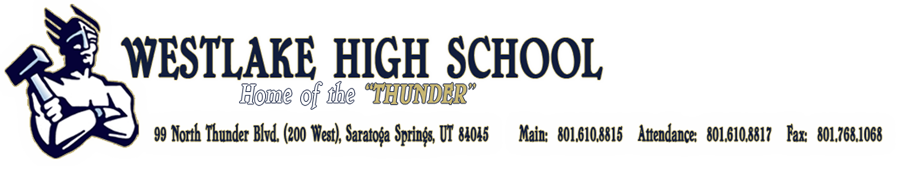 WESTLAKE HIGH SCHOOL
Home of the “THUNDER”
99 North Thunder Blvd. (200 West), Saratoga Springs, UT 84045 Main: 801.610.8815 Attendance: 801.610.8817 Fax: 801.768.1068